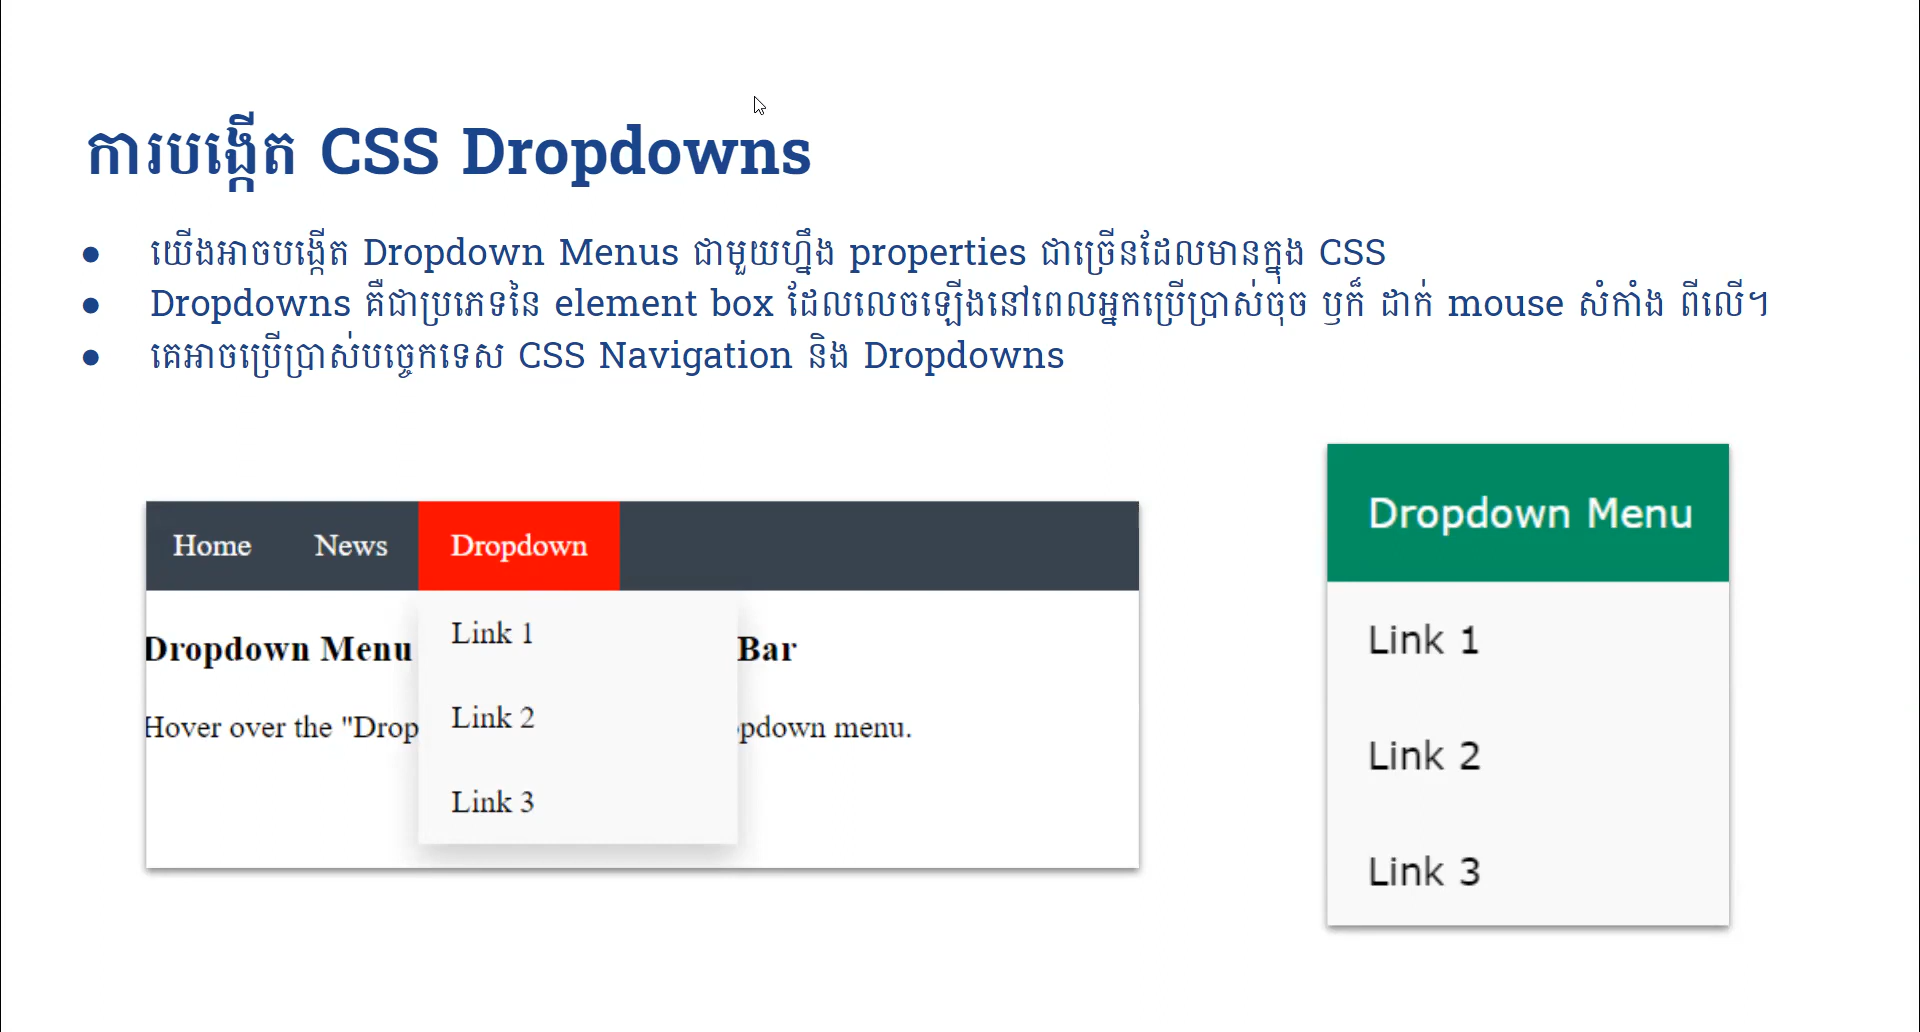 ការបង្កើត CSS Dropdowns
● យើងអាចបង្កើត Dropdown Menus ជាមួយហ្នឹង properties ជាច្រើនដែលមានក្នុង CSS
● Dropdowns គឺជាប្រភេទនៃ element box ដែលលេចឡើងនៅពេលអ្នកប្រើប្រាស់ចុច ឫក៏ ដាក់ mouse សំកាំង ពីលើ។
● គេអាចប្រើប្រាស់បច្ចេកទេស CSS Navigation និង Dropdowns
Home News Dropdown
Link 1
Dropdown Menu Bar
Link 2
Hover over the "Drop pdown menu.
Link 3
Dropdown Menu
Link 1
Link 2
Link 3